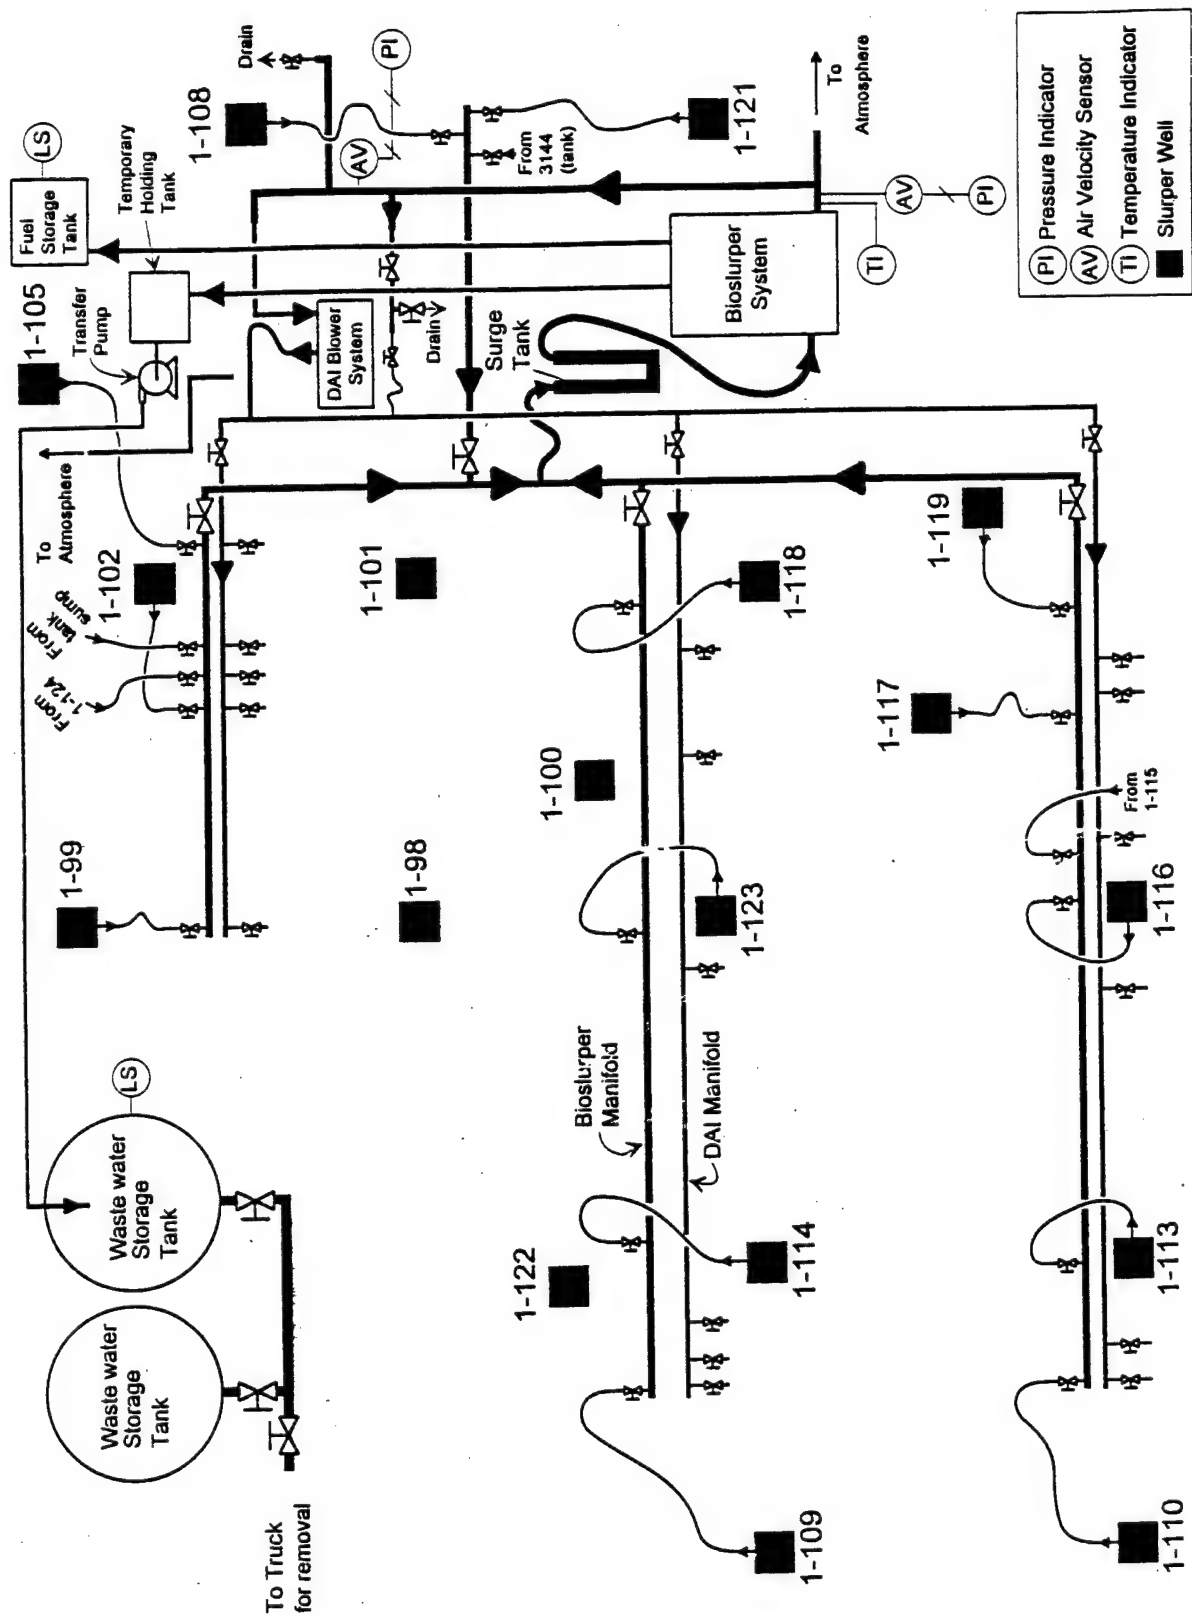 Waste water
Storage
Tank
Waste water
Storage
Tank
LS
To Truck
for removal
1-99
From
1-124
From
tank
sump
1-102
To
Atmosphere
1-105
Transfer
Pump
Temporary
Holding
Tank
Fuel
Storage
Tank
LS
1-108
Drain
PI
AV
From
3144
(tank)
1-121
DAI Blower
System
Drain
Surge
Tank
Bioslurper
System
To
Atmosphere
TI
AV
PI
1-98
1-101
1-100
1-118
1-123
Bioslurper
Manifold
DAI Manifold
1-122
1-114
1-109
1-119
1-117
From
1-115
1-116
1-113
1-110
PI Pressure Indicator
AV Air Velocity Sensor
TI Temperature Indicator
Slurper Well